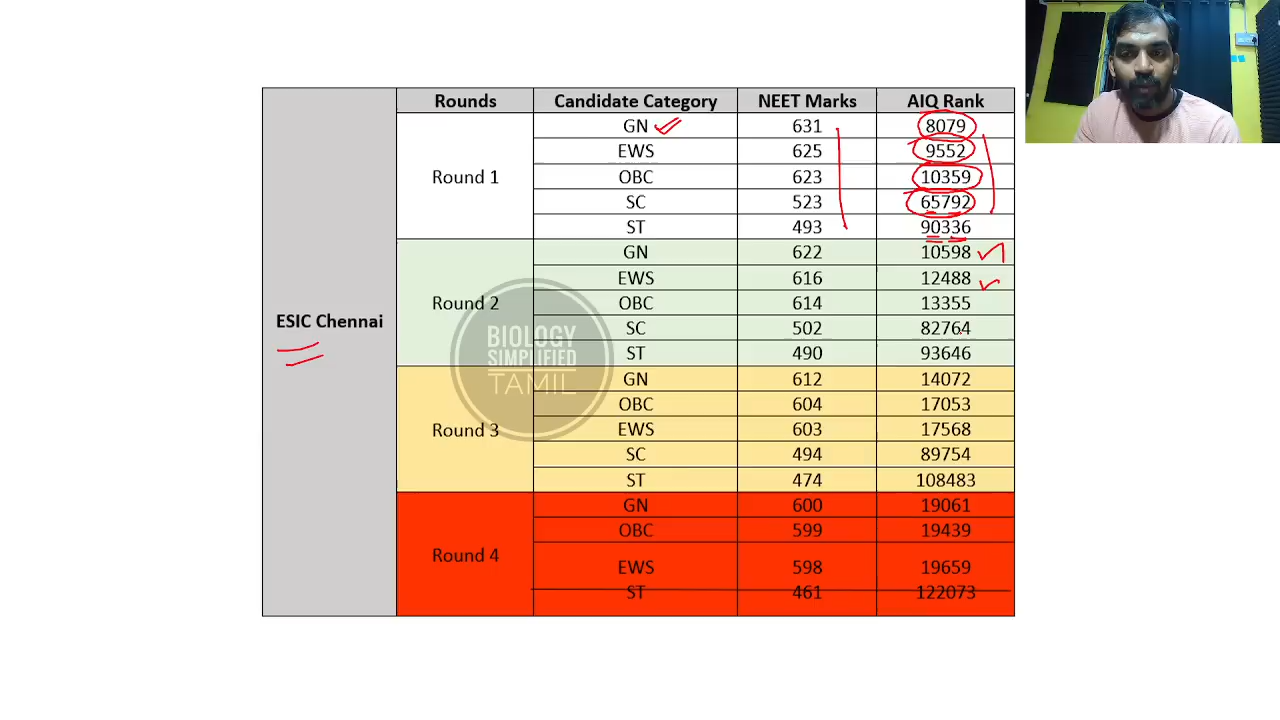 Rounds Candidate Category NEET Marks AIQ Rank
ESIC Chennai
Round 1
GN 631 8079
EWS 625 9552
OBC 623 10359
SC 523 65792
ST 493 90336
Round 2
GN 622 10598
EWS 616 12488
OBC 614 13355
SC 502 82764
ST 490 93646
Round 3
GN 612 14072
OBC 604 17053
EWS 603 17568
SC 494 89754
ST 474 108483
Round 4
GN 600 19061
OBC 599 19439
EWS 598 19659
ST 461 122073
BIOLOGY
SIMPLIFIED
TAMIL